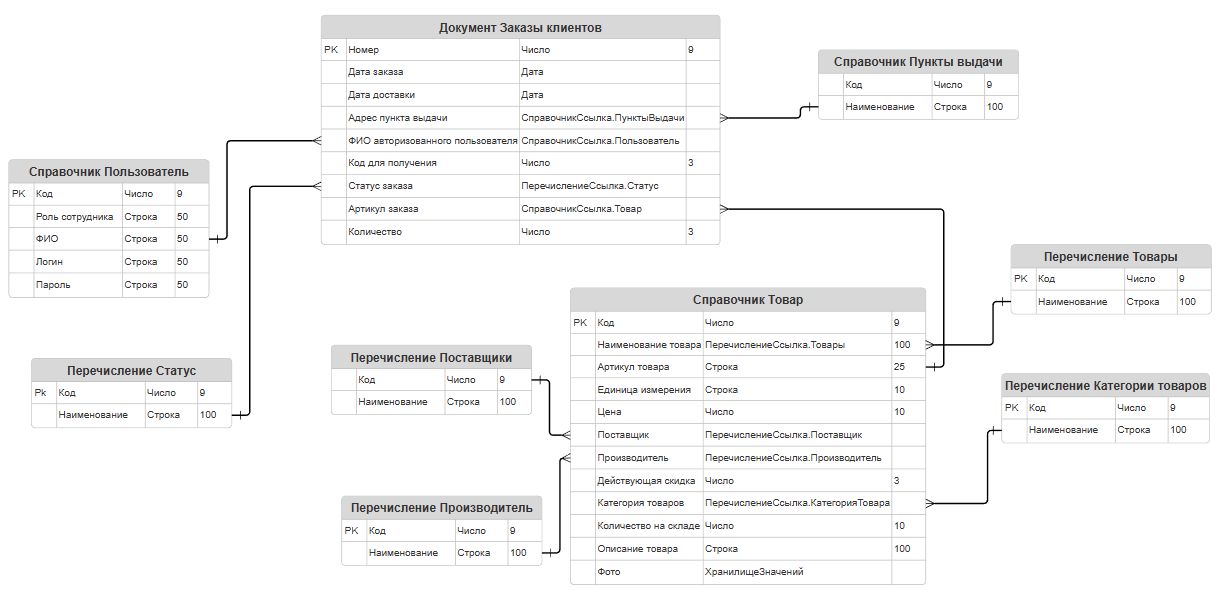 Документ Заказы клиентов
PK Номер Число 9
Дата заказа Дата
Дата доставки Дата
Адрес пункта выдачи СправочникСсылка.ПунктыВыдачи
ФИО авторизованного пользователя СправочникСсылка.Пользователь
Код для получения Число 3
Статус заказа ПеречислениеСсылка.Статус
Артикул заказа СправочникСсылка.Товар
Количество Число 3
Справочник Пункты выдачи
Код Число 9
Наименование Строка 100
Справочник Пользователь
PK Код Число 9
Роль сотрудника Строка 50
ФИО Строка 50
Логин Строка 50
Пароль Строка 50
Перечисление Товары
PK Код Число 9
Наименование Строка 100
Справочник Товар
PK Код Число 9
Наименование товара ПеречислениеСсылка.Товары 100
Артикул товара Строка 25
Единица измерения Строка 10
Цена Число 10
Поставщик ПеречислениеСсылка.Поставщик
Производитель ПеречислениеСсылка.Производитель
Действующая скидка Число 3
Категория товаров ПеречислениеСсылка.КатегорияТовара
Количество на складе Число 10
Описание товара Строка 100
Фото ХранилищеЗначений
Перечисление Поставщики
Код Число 9
Наименование Строка 100
Перечисление Статус
Pk Код Число 9
Наименование Строка 100
Перечисление Категории товаров
PK Код Число 9
Наименование Строка 100
Перечисление Производитель
PK Код Число 9
Наименование Строка 100